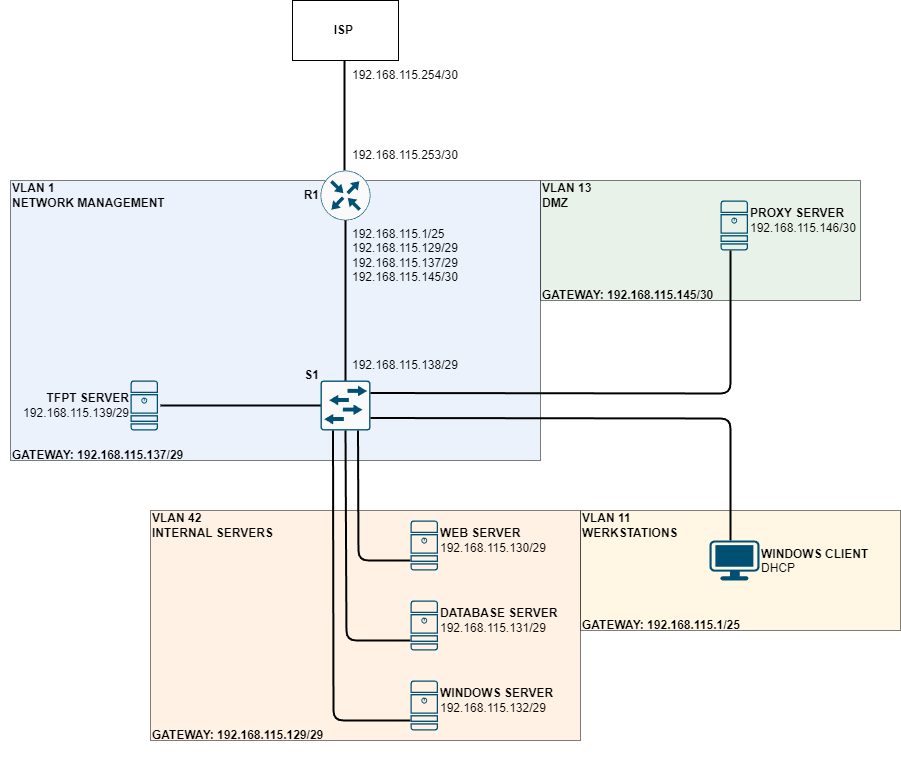 ISP
192.168.115.254/30
192.168.115.253/30
VLAN 1
NETWORK MANAGEMENT
R1
192.168.115.1/25
192.168.115.129/29
192.168.115.137/29
192.168.115.145/30
VLAN 13
DMZ
PROXY SERVER
192.168.115.146/30
GATEWAY: 192.168.115.145/30
192.168.115.138/29
S1
TFPT SERVER
192.168.115.139/29
GATEWAY: 192.168.115.137/29
VLAN 42
INTERNAL SERVERS
WEB SERVER
192.168.115.130/29
DATABASE SERVER
192.168.115.131/29
WINDOWS SERVER
192.168.115.132/29
GATEWAY: 192.168.115.129/29
VLAN 11
WERKSTATIONS
WINDOWS CLIENT
DHCP
GATEWAY: 192.168.115.1/25